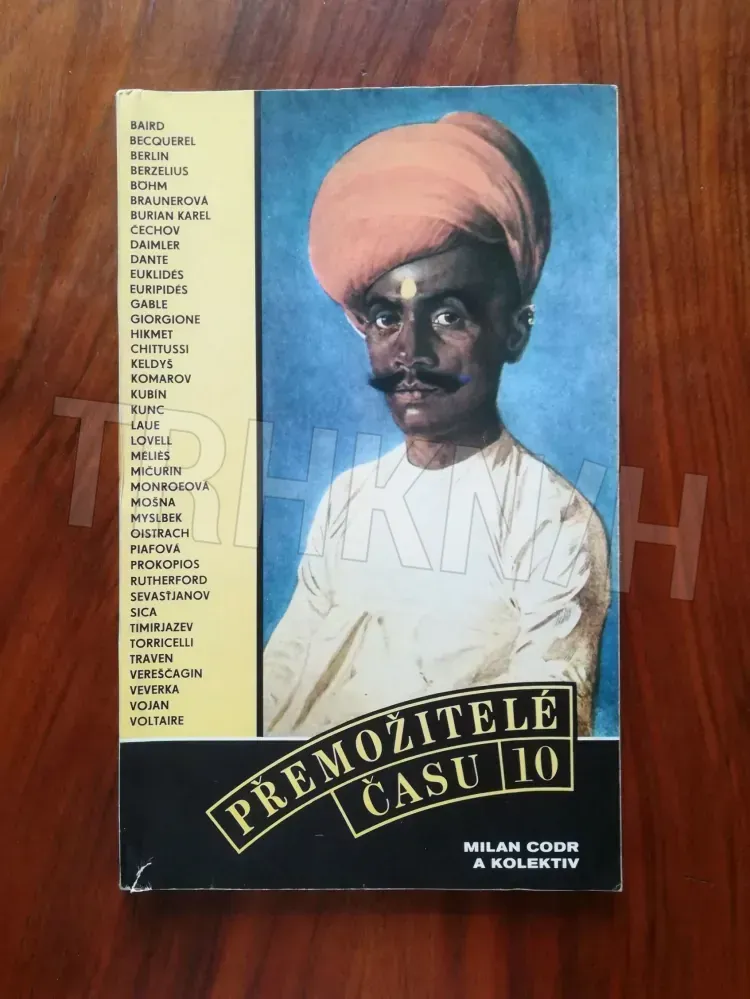 BAIRD
BECQUEREL
BERLIN
BERZELIUS
BÖHM
BRAUNEROVÁ
BURIAN KAREL
ČECHOV
DAIMLER
DANTE
EUKLIDÉS
EURIPIDÉS
GABLE
GIORGIONE
HIKMET
CHITTUSSI
KELDYŠ
KOMAROV
KUBÍN
KUNC
LAUE
LOVELL
MÉLIÈS
MIČURIN
MONROEOVÁ
MOŠNA
MYSLBEK
OISTRACH
PIAFOVÁ
PROKOPIOS
RUTHERFORD
SEVASŤJANOV
SICA
TIMIRJAZEV
TORRICELLI
TRAVEN
VEREŠČAGIN
VEVERKA
VOJAN
VOLTAIRE
TRHKNIH
PŘEMOŽITELÉ
ČASU 10
MILAN CODR
A KOLEKTIV